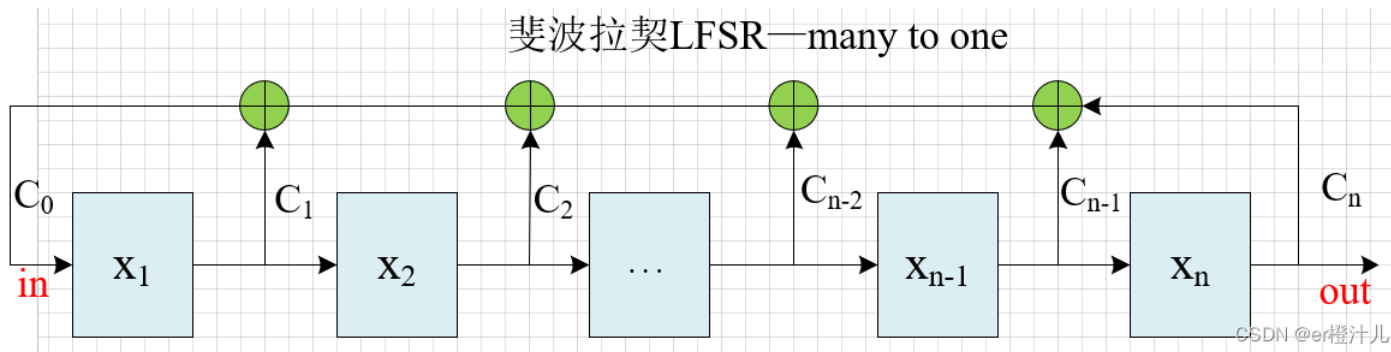 斐波拉契LFSR—many to one
C₀ C₁ C₂ Cₙ₋₂ Cₙ₋₁ Cₙ
x₁ x₂ ... xₙ₋₁ xₙ
in out
CSDN @er橙汁儿